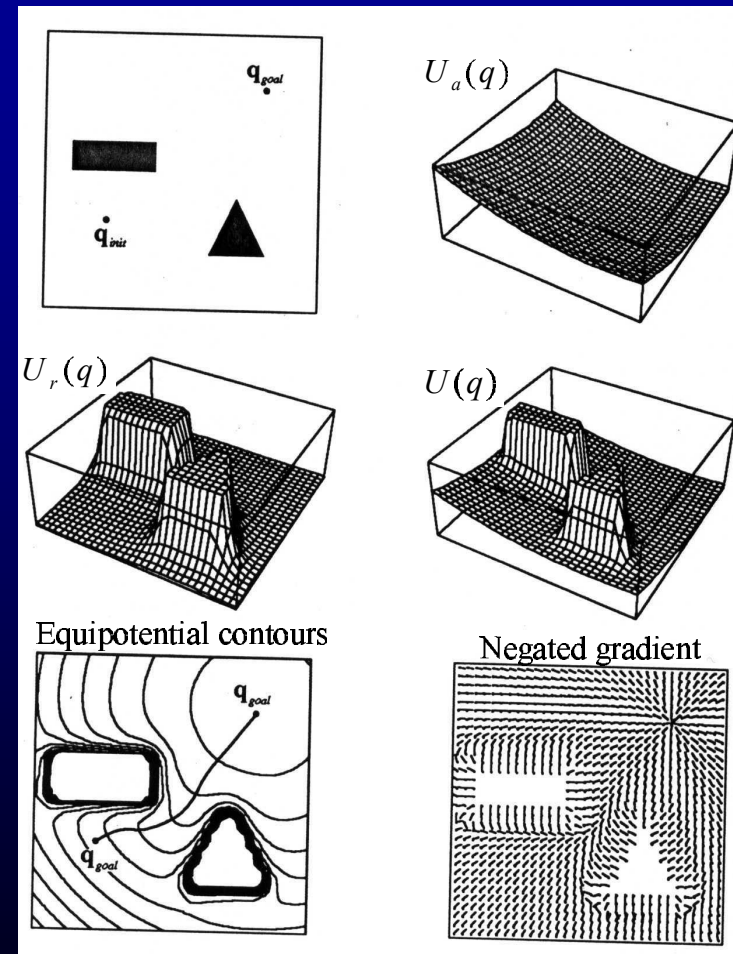 q_goal
U_a(q)
q_init
U_r(q)
U(q)
Equipotential contours
Negated gradient
q_goal
q_goal